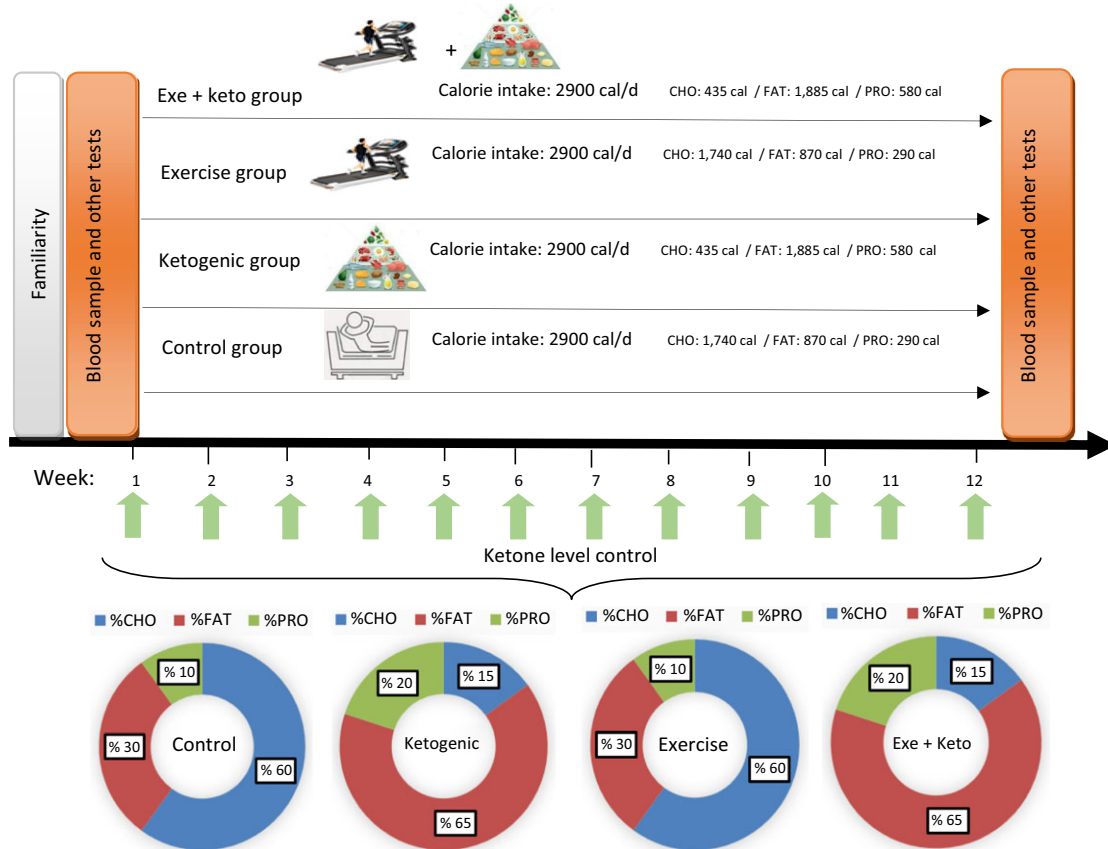 +
Exe + keto group
Calorie intake: 2900 cal/d
CHO: 435 cal / FAT: 1,885 cal / PRO: 580 cal
Exercise group
Calorie intake: 2900 cal/d
CHO: 1,740 cal / FAT: 870 cal / PRO: 290 cal
Ketogenic group
Calorie intake: 2900 cal/d
CHO: 435 cal / FAT: 1,885 cal / PRO: 580 cal
Control group
Calorie intake: 2900 cal/d
CHO: 1,740 cal / FAT: 870 cal / PRO: 290 cal
Familiarity
Blood sample and other tests
Blood sample and other tests
Week: 1 2 3 4 5 6 7 8 9 10 11 12
Ketone level control
%CHO %FAT %PRO
% 10
% 30
Control
% 60
%CHO %FAT %PRO
% 20
% 15
Ketogenic
% 65
%CHO %FAT %PRO
% 10
% 30
Exercise
% 60
%CHO %FAT %PRO
% 20
% 15
Exe + Keto
% 65